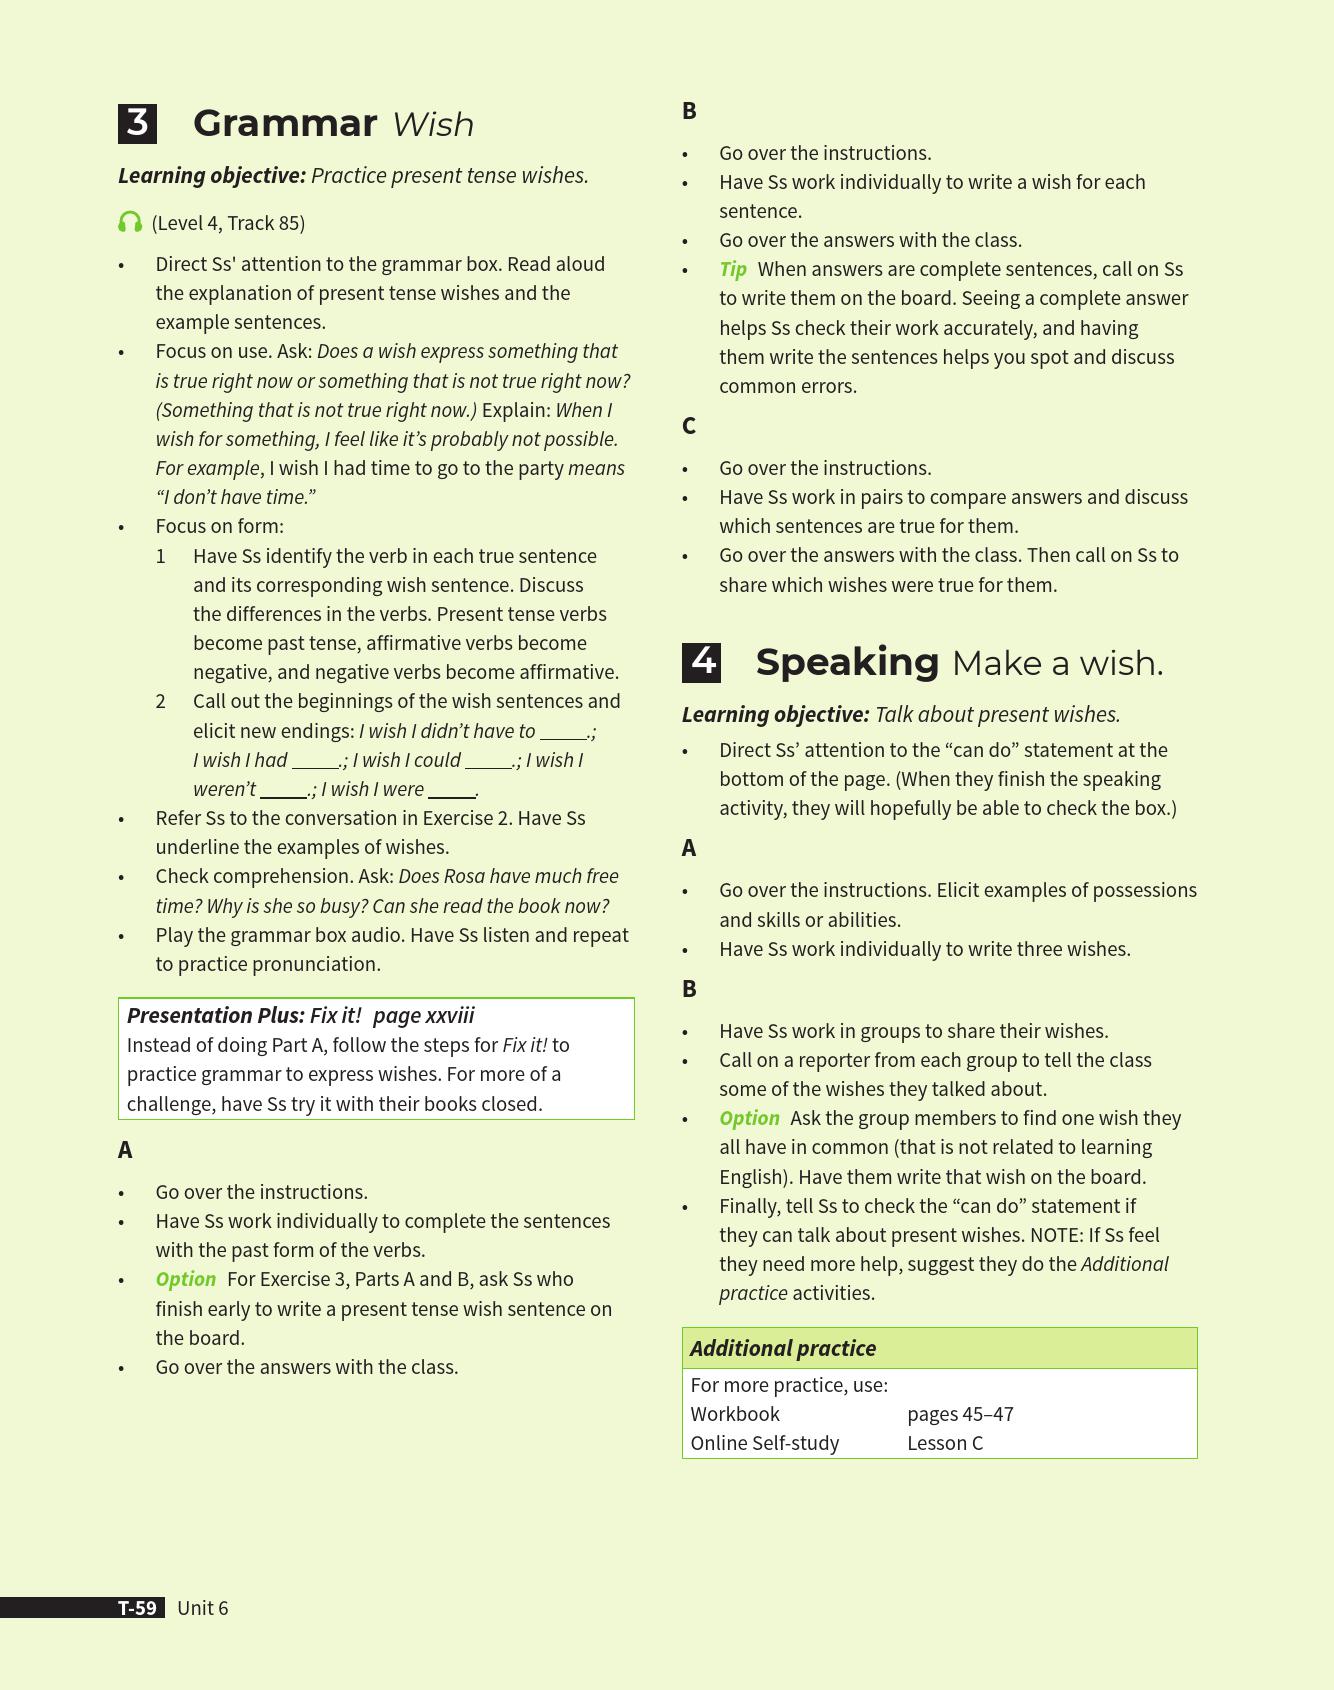 3 Grammar Wish
Learning objective: Practice present tense wishes.
(Level 4, Track 85)
• Direct Ss' attention to the grammar box. Read aloud
the explanation of present tense wishes and the
example sentences.
• Focus on use. Ask: Does a wish express something that
is true right now or something that is not true right now?
(Something that is not true right now.) Explain: When I
wish for something, I feel like it’s probably not possible.
For example, I wish I had time to go to the party means
“I don’t have time.”
• Focus on form:
1 Have Ss identify the verb in each true sentence
and its corresponding wish sentence. Discuss
the differences in the verbs. Present tense verbs
become past tense, affirmative verbs become
negative, and negative verbs become affirmative.
2 Call out the beginnings of the wish sentences and
elicit new endings: I wish I didn’t have to _____.;
I wish I had _____.; I wish I could _____.; I wish I
weren’t _____.; I wish I were _____.
• Refer Ss to the conversation in Exercise 2. Have Ss
underline the examples of wishes.
• Check comprehension. Ask: Does Rosa have much free
time? Why is she so busy? Can she read the book now?
• Play the grammar box audio. Have Ss listen and repeat
to practice pronunciation.
Presentation Plus: Fix it! page xxviii
Instead of doing Part A, follow the steps for Fix it! to
practice grammar to express wishes. For more of a
challenge, have Ss try it with their books closed.
A
• Go over the instructions.
• Have Ss work individually to complete the sentences
with the past form of the verbs.
• Option For Exercise 3, Parts A and B, ask Ss who
finish early to write a present tense wish sentence on
the board.
• Go over the answers with the class.
B
• Go over the instructions.
• Have Ss work individually to write a wish for each
sentence.
• Go over the answers with the class.
• Tip When answers are complete sentences, call on Ss
to write them on the board. Seeing a complete answer
helps Ss check their work accurately, and having
them write the sentences helps you spot and discuss
common errors.
C
• Go over the instructions.
• Have Ss work in pairs to compare answers and discuss
which sentences are true for them.
• Go over the answers with the class. Then call on Ss to
share which wishes were true for them.
4 Speaking Make a wish.
Learning objective: Talk about present wishes.
• Direct Ss’ attention to the “can do” statement at the
bottom of the page. (When they finish the speaking
activity, they will hopefully be able to check the box.)
A
• Go over the instructions. Elicit examples of possessions
and skills or abilities.
• Have Ss work individually to write three wishes.
B
• Have Ss work in groups to share their wishes.
• Call on a reporter from each group to tell the class
some of the wishes they talked about.
• Option Ask the group members to find one wish they
all have in common (that is not related to learning
English). Have them write that wish on the board.
• Finally, tell Ss to check the “can do” statement if
they can talk about present wishes. NOTE: If Ss feel
they need more help, suggest they do the Additional
practice activities.
Additional practice
For more practice, use:
Workbook pages 45–47
Online Self-study Lesson C
T-59 Unit 6